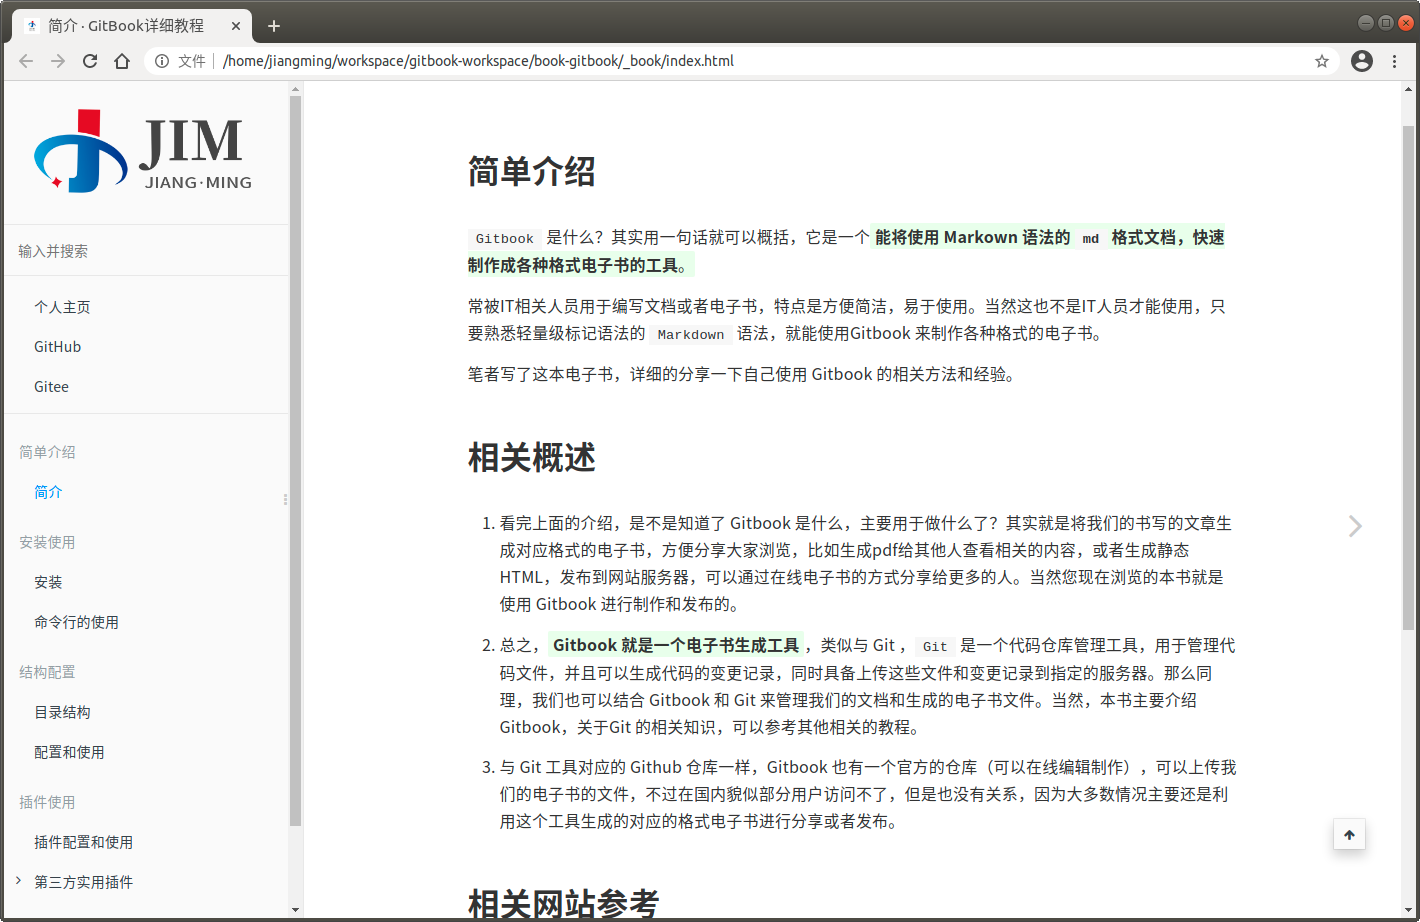 简介 · GitBook详细教程
文件 /home/jiangming/workspace/gitbook-workspace/book-gitbook/_book/index.html
JIM
JIANG·MING
输入并搜索
个人主页
GitHub
Gitee
简单介绍
简介
安装使用
安装
命令行的使用
结构配置
目录结构
配置和使用
插件使用
插件配置和使用
第三方实用插件
简单介绍
Gitbook 是什么？其实用一句话就可以概括，它是一个 能将使用 Markown 语法的 md 格式文档，快速
制作成各种格式电子书的工具。
常被IT相关人员用于编写文档或者电子书，特点是方便简洁，易于使用。当然这也不是IT人员才能使用，只
要熟悉轻量级标记语法的 Markdown 语法，就能使用Gitbook 来制作各种格式的电子书。
笔者写了这本电子书，详细的分享一下自己使用 Gitbook 的相关方法和经验。
相关概述
1. 看完上面的介绍，是不是知道了 Gitbook 是什么，主要用于做什么了？其实就是将我们的书写的文章生
成对应格式的电子书，方便分享大家浏览，比如生成pdf给其他人查看相关的内容，或者生成静态
HTML，发布到网站服务器，可以通过在线电子书的方式分享给更多的人。当然您现在浏览的本书就是
使用 Gitbook 进行制作和发布的。
2. 总之， Gitbook 就是一个电子书生成工具 ，类似与 Git ， Git 是一个代码仓库管理工具，用于管理代
码文件，并且可以生成代码的变更记录，同时具备上传这些文件和变更记录到指定的服务器。那么同
理，我们也可以结合 Gitbook 和 Git 来管理我们的文档和生成的电子书文件。当然，本书主要介绍
Gitbook，关于Git 的相关知识，可以参考其他相关的教程。
3. 与 Git 工具对应的 Github 仓库一样，Gitbook 也有一个官方的仓库（可以在线编辑制作），可以上传我
们的电子书的文件，不过在国内貌似部分用户访问不了，但是也没有关系，因为大多数情况主要还是利
用这个工具生成的对应的格式电子书进行分享或者发布。
相关网站参考